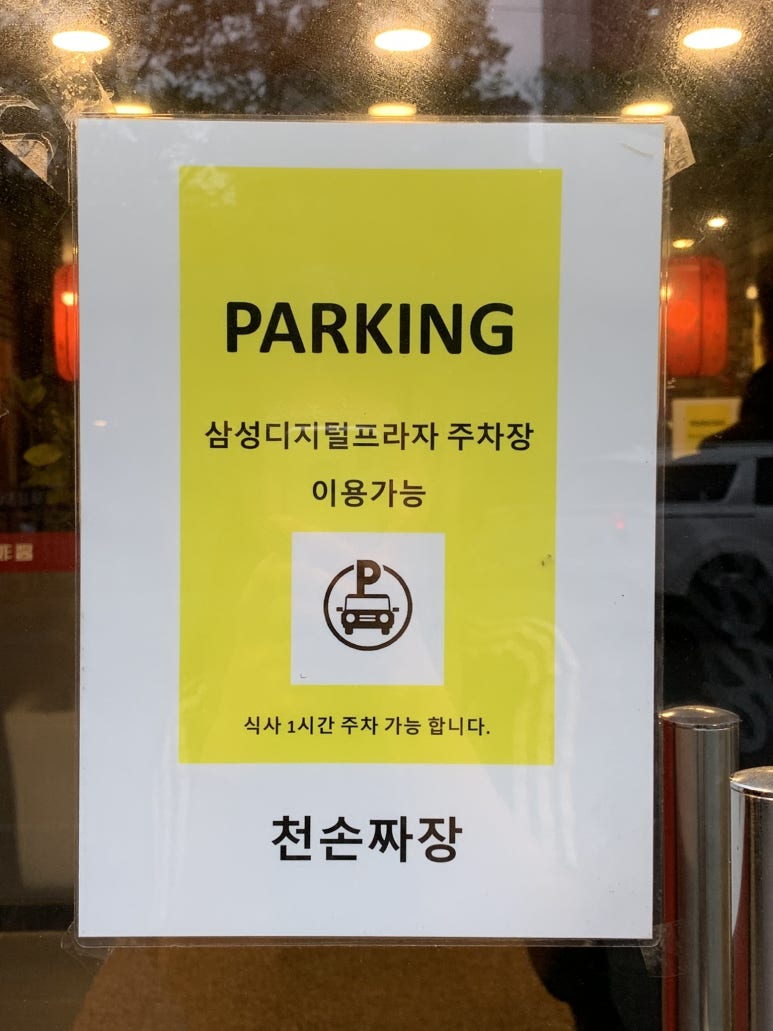 PARKING
삼성디지털프라자 주차장
이용가능
P
식사 1시간 주차 가능 합니다.
천손짜장